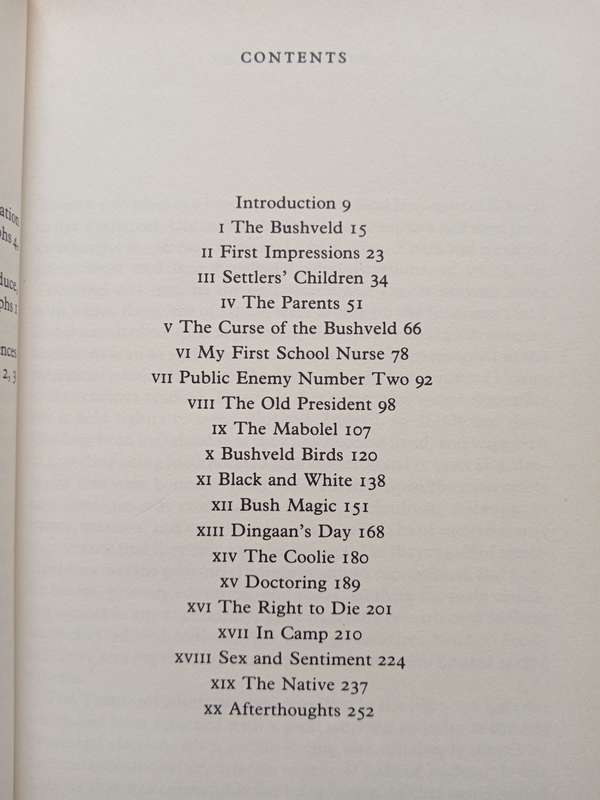 CONTENTS
Introduction 9
I The Bushveld 15
II First Impressions 23
III Settlers' Children 34
IV The Parents 51
V The Curse of the Bushveld 66
VI My First School Nurse 78
VII Public Enemy Number Two 92
VIII The Old President 98
IX The Mabolel 107
X Bushveld Birds 120
XI Black and White 138
XII Bush Magic 151
XIII Dingaan's Day 168
XIV The Coolie 180
XV Doctoring 189
XVI The Right to Die 201
XVII In Camp 210
XVIII Sex and Sentiment 224
XIX The Native 237
XX Afterthoughts 252